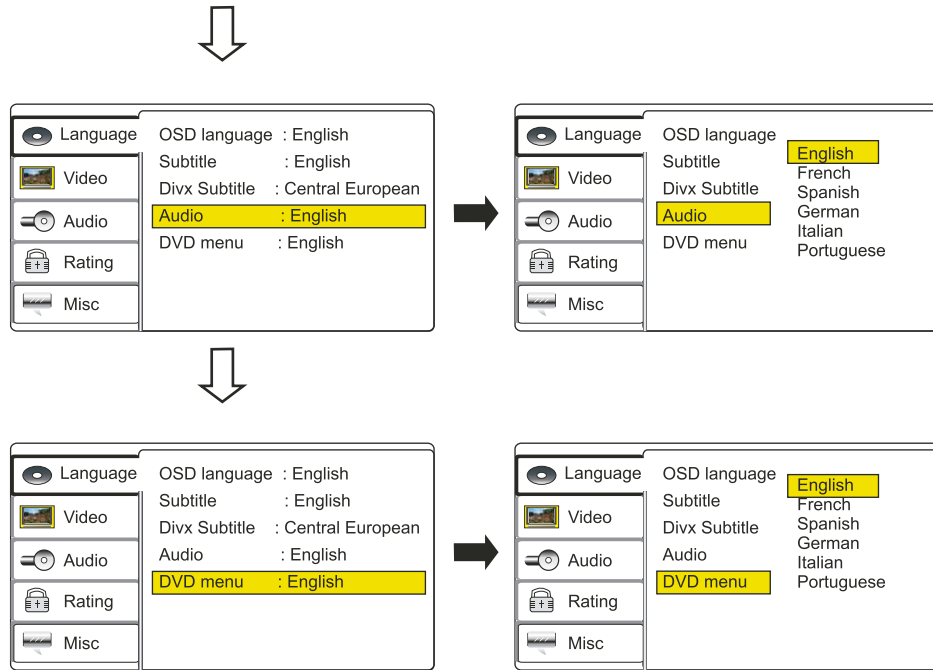 Language
Video
Audio
Rating
Misc
OSD language : English
Subtitle : English
Divx Subtitle : Central European
Audio : English
DVD menu : English
Language
Video
Audio
Rating
Misc
OSD language
Subtitle
Divx Subtitle
Audio
DVD menu
English
French
Spanish
German
Italian
Portuguese
Language
Video
Audio
Rating
Misc
OSD language : English
Subtitle : English
Divx Subtitle : Central European
Audio : English
DVD menu : English
Language
Video
Audio
Rating
Misc
OSD language
Subtitle
Divx Subtitle
Audio
DVD menu
English
French
Spanish
German
Italian
Portuguese